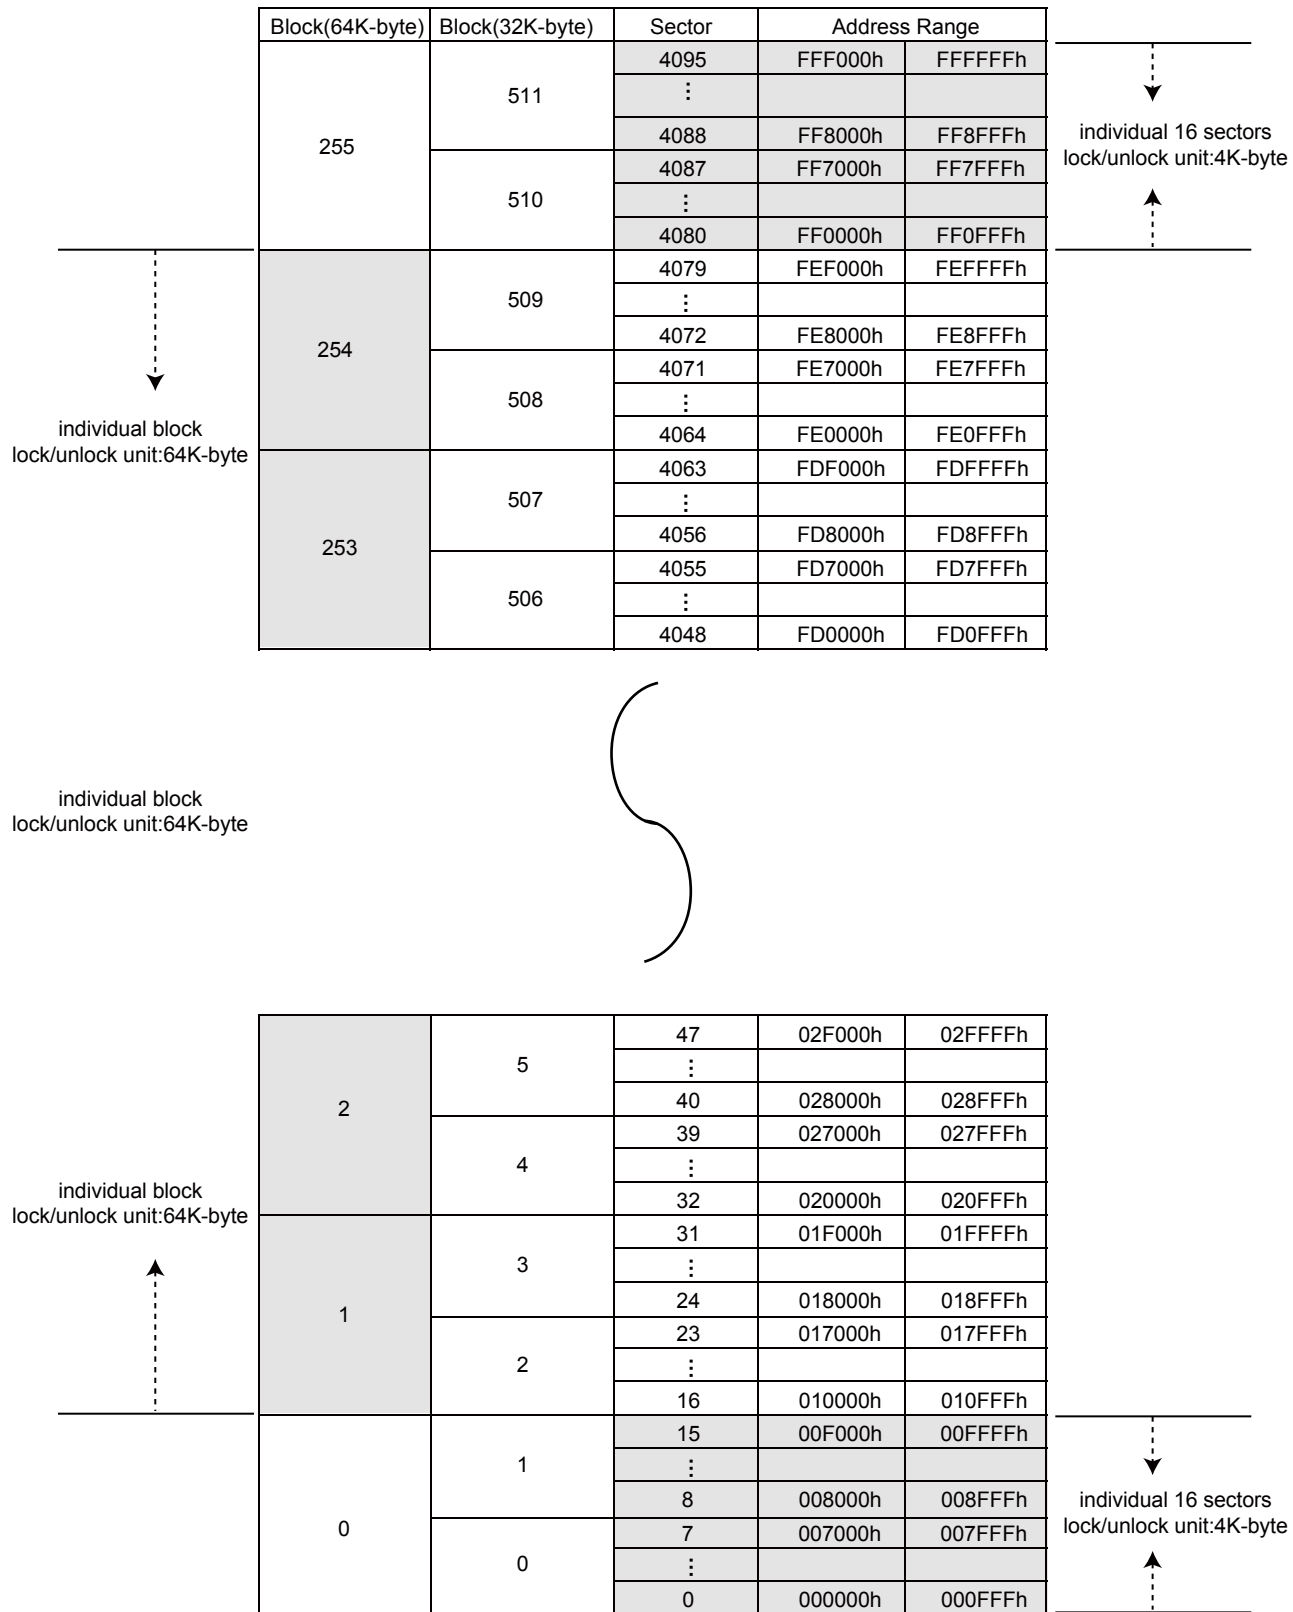 Block(64K-byte) Block(32K-byte) Sector Address Range
4095 FFF000h FFFFFFh
511 ⋮
individual 16 sectors
lock/unlock unit:4K-byte
255
4088 FF8000h FF8FFFh
4087 FF7000h FF7FFFh
510 ⋮
4080 FF0000h FF0FFFh
4079 FEF000h FEFFFFh
509 ⋮
254
4072 FE8000h FE8FFFh
4071 FE7000h FE7FFFh
508 ⋮
individual block
lock/unlock unit:64K-byte
4064 FE0000h FE0FFFh
4063 FDF000h FDFFFFh
507 ⋮
253
4056 FD8000h FD8FFFh
4055 FD7000h FD7FFFh
506 ⋮
4048 FD0000h FD0FFFh
individual block
lock/unlock unit:64K-byte
47 02F000h 02FFFFh
5 ⋮
2
40 028000h 028FFFh
39 027000h 027FFFh
4 ⋮
individual block
lock/unlock unit:64K-byte
32 020000h 020FFFh
31 01F000h 01FFFFh
3 ⋮
1
24 018000h 018FFFh
23 017000h 017FFFh
2 ⋮
16 010000h 010FFFh
15 00F000h 00FFFFh
1 ⋮
individual 16 sectors
lock/unlock unit:4K-byte
0
8 008000h 008FFFh
7 007000h 007FFFh
0 ⋮
0 000000h 000FFFh